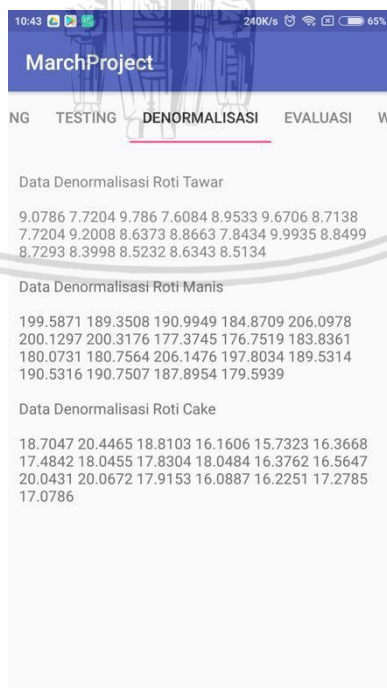 10:43 240K/s 65%
MarchProject
NG TESTING DENORMALISASI EVALUASI W
Data Denormalisasi Roti Tawar
9.0786 7.7204 9.786 7.6084 8.9533 9.6706 8.7138
7.7204 9.2008 8.6373 8.8663 7.8434 9.9935 8.8499
8.7293 8.3998 8.5232 8.6343 8.5134
Data Denormalisasi Roti Manis
199.5871 189.3508 190.9949 184.8709 206.0978
200.1297 200.3176 177.3745 176.7519 183.8361
180.0731 180.7564 206.1476 197.8034 189.5314
190.5316 190.7507 187.8954 179.5939
Data Denormalisasi Roti Cake
18.7047 20.4465 18.8103 16.1606 15.7323 16.3668
17.4842 18.0455 17.8304 18.0484 16.3762 16.5647
20.0431 20.0672 17.9153 16.0887 16.2251 17.2785
17.0786